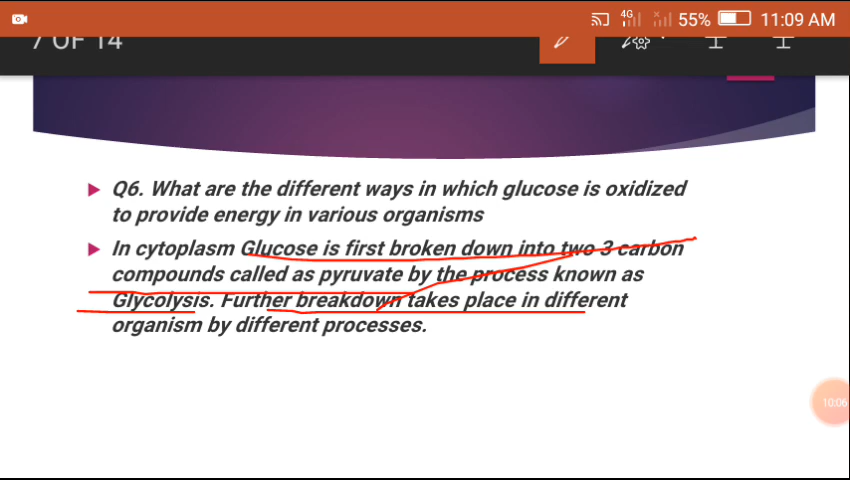 4G 55% 11:09 AM
7 OF 14
Q6. What are the different ways in which glucose is oxidized
to provide energy in various organisms
In cytoplasm Glucose is first broken down into two 3 carbon
compounds called as pyruvate by the process known as
Glycolysis. Further breakdown takes place in different
organism by different processes.
10:06